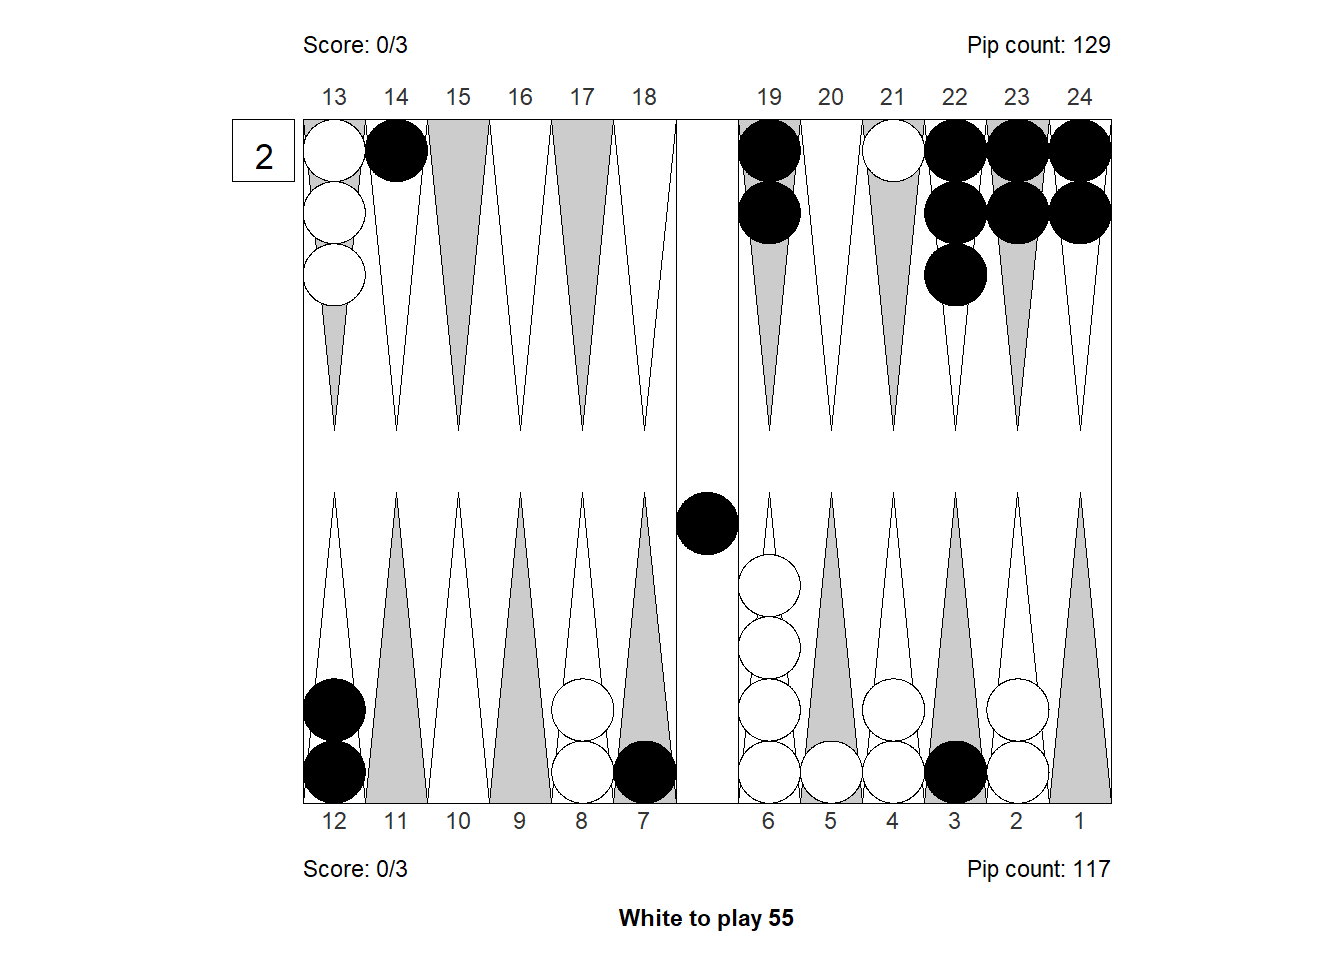 Score: 0/3 Pip count: 129
13 14 15 16 17 18 19 20 21 22 23 24
2
12 11 10 9 8 7 6 5 4 3 2 1
Score: 0/3 Pip count: 117
White to play 55